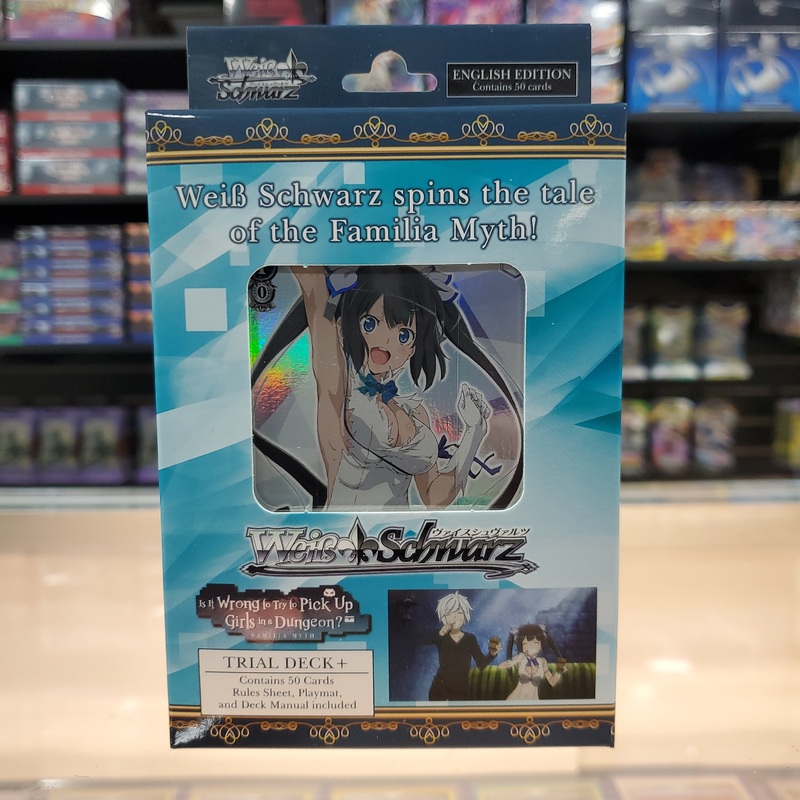 Weiß Schwarz
ENGLISH EDITION
Contains 50 cards
Weiß Schwarz spins the tale
of the Familia Myth!
0
ヴァイスシュヴァルツ
Weiß Schwarz
Is It Wrong to Try to Pick Up
Girls in a Dungeon?
FAMILIA MYTH
TRIAL DECK+
Contains 50 Cards
Rules Sheet, Playmat,
and Deck Manual included